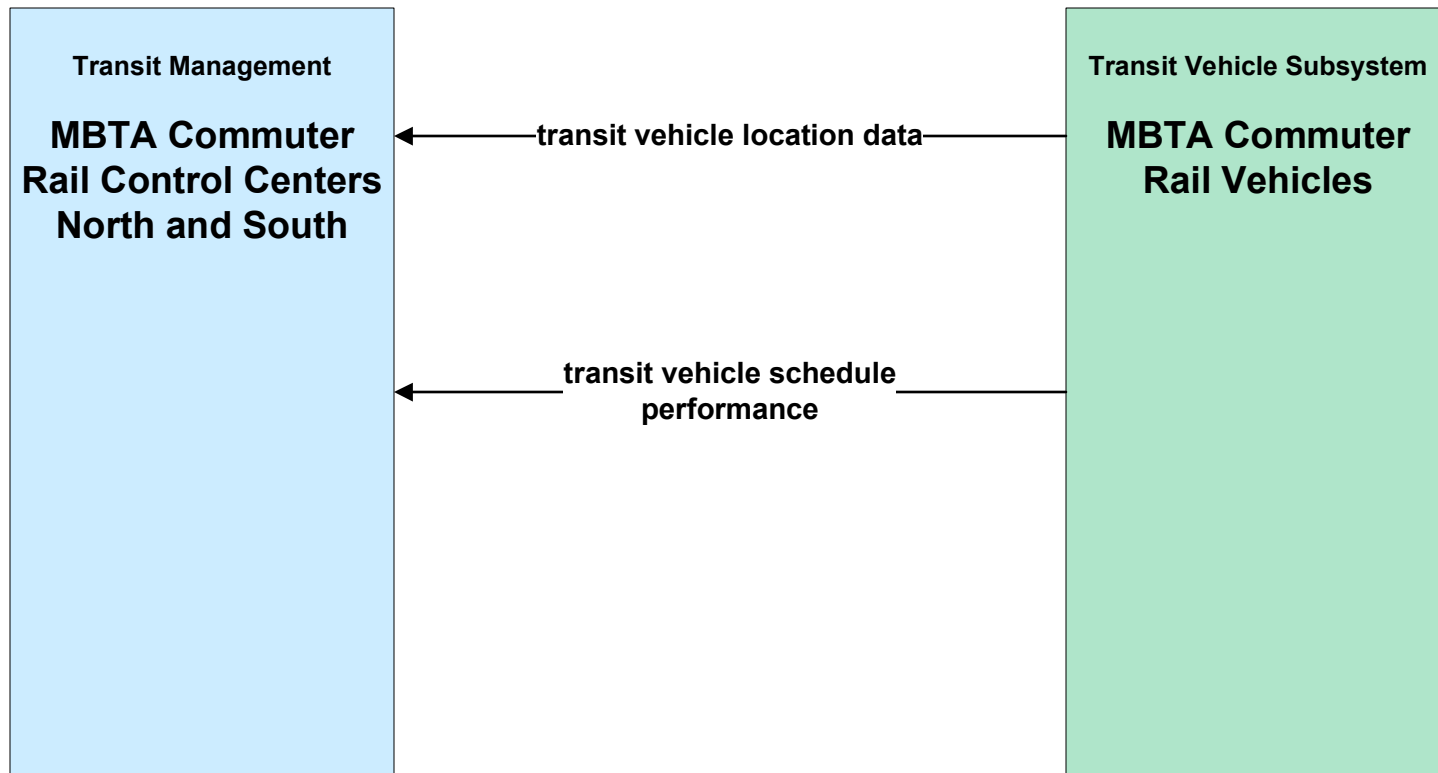 Transit Management
MBTA Commuter
Rail Control Centers
North and South
transit vehicle location data
transit vehicle schedule
performance
Transit Vehicle Subsystem
MBTA Commuter
Rail Vehicles